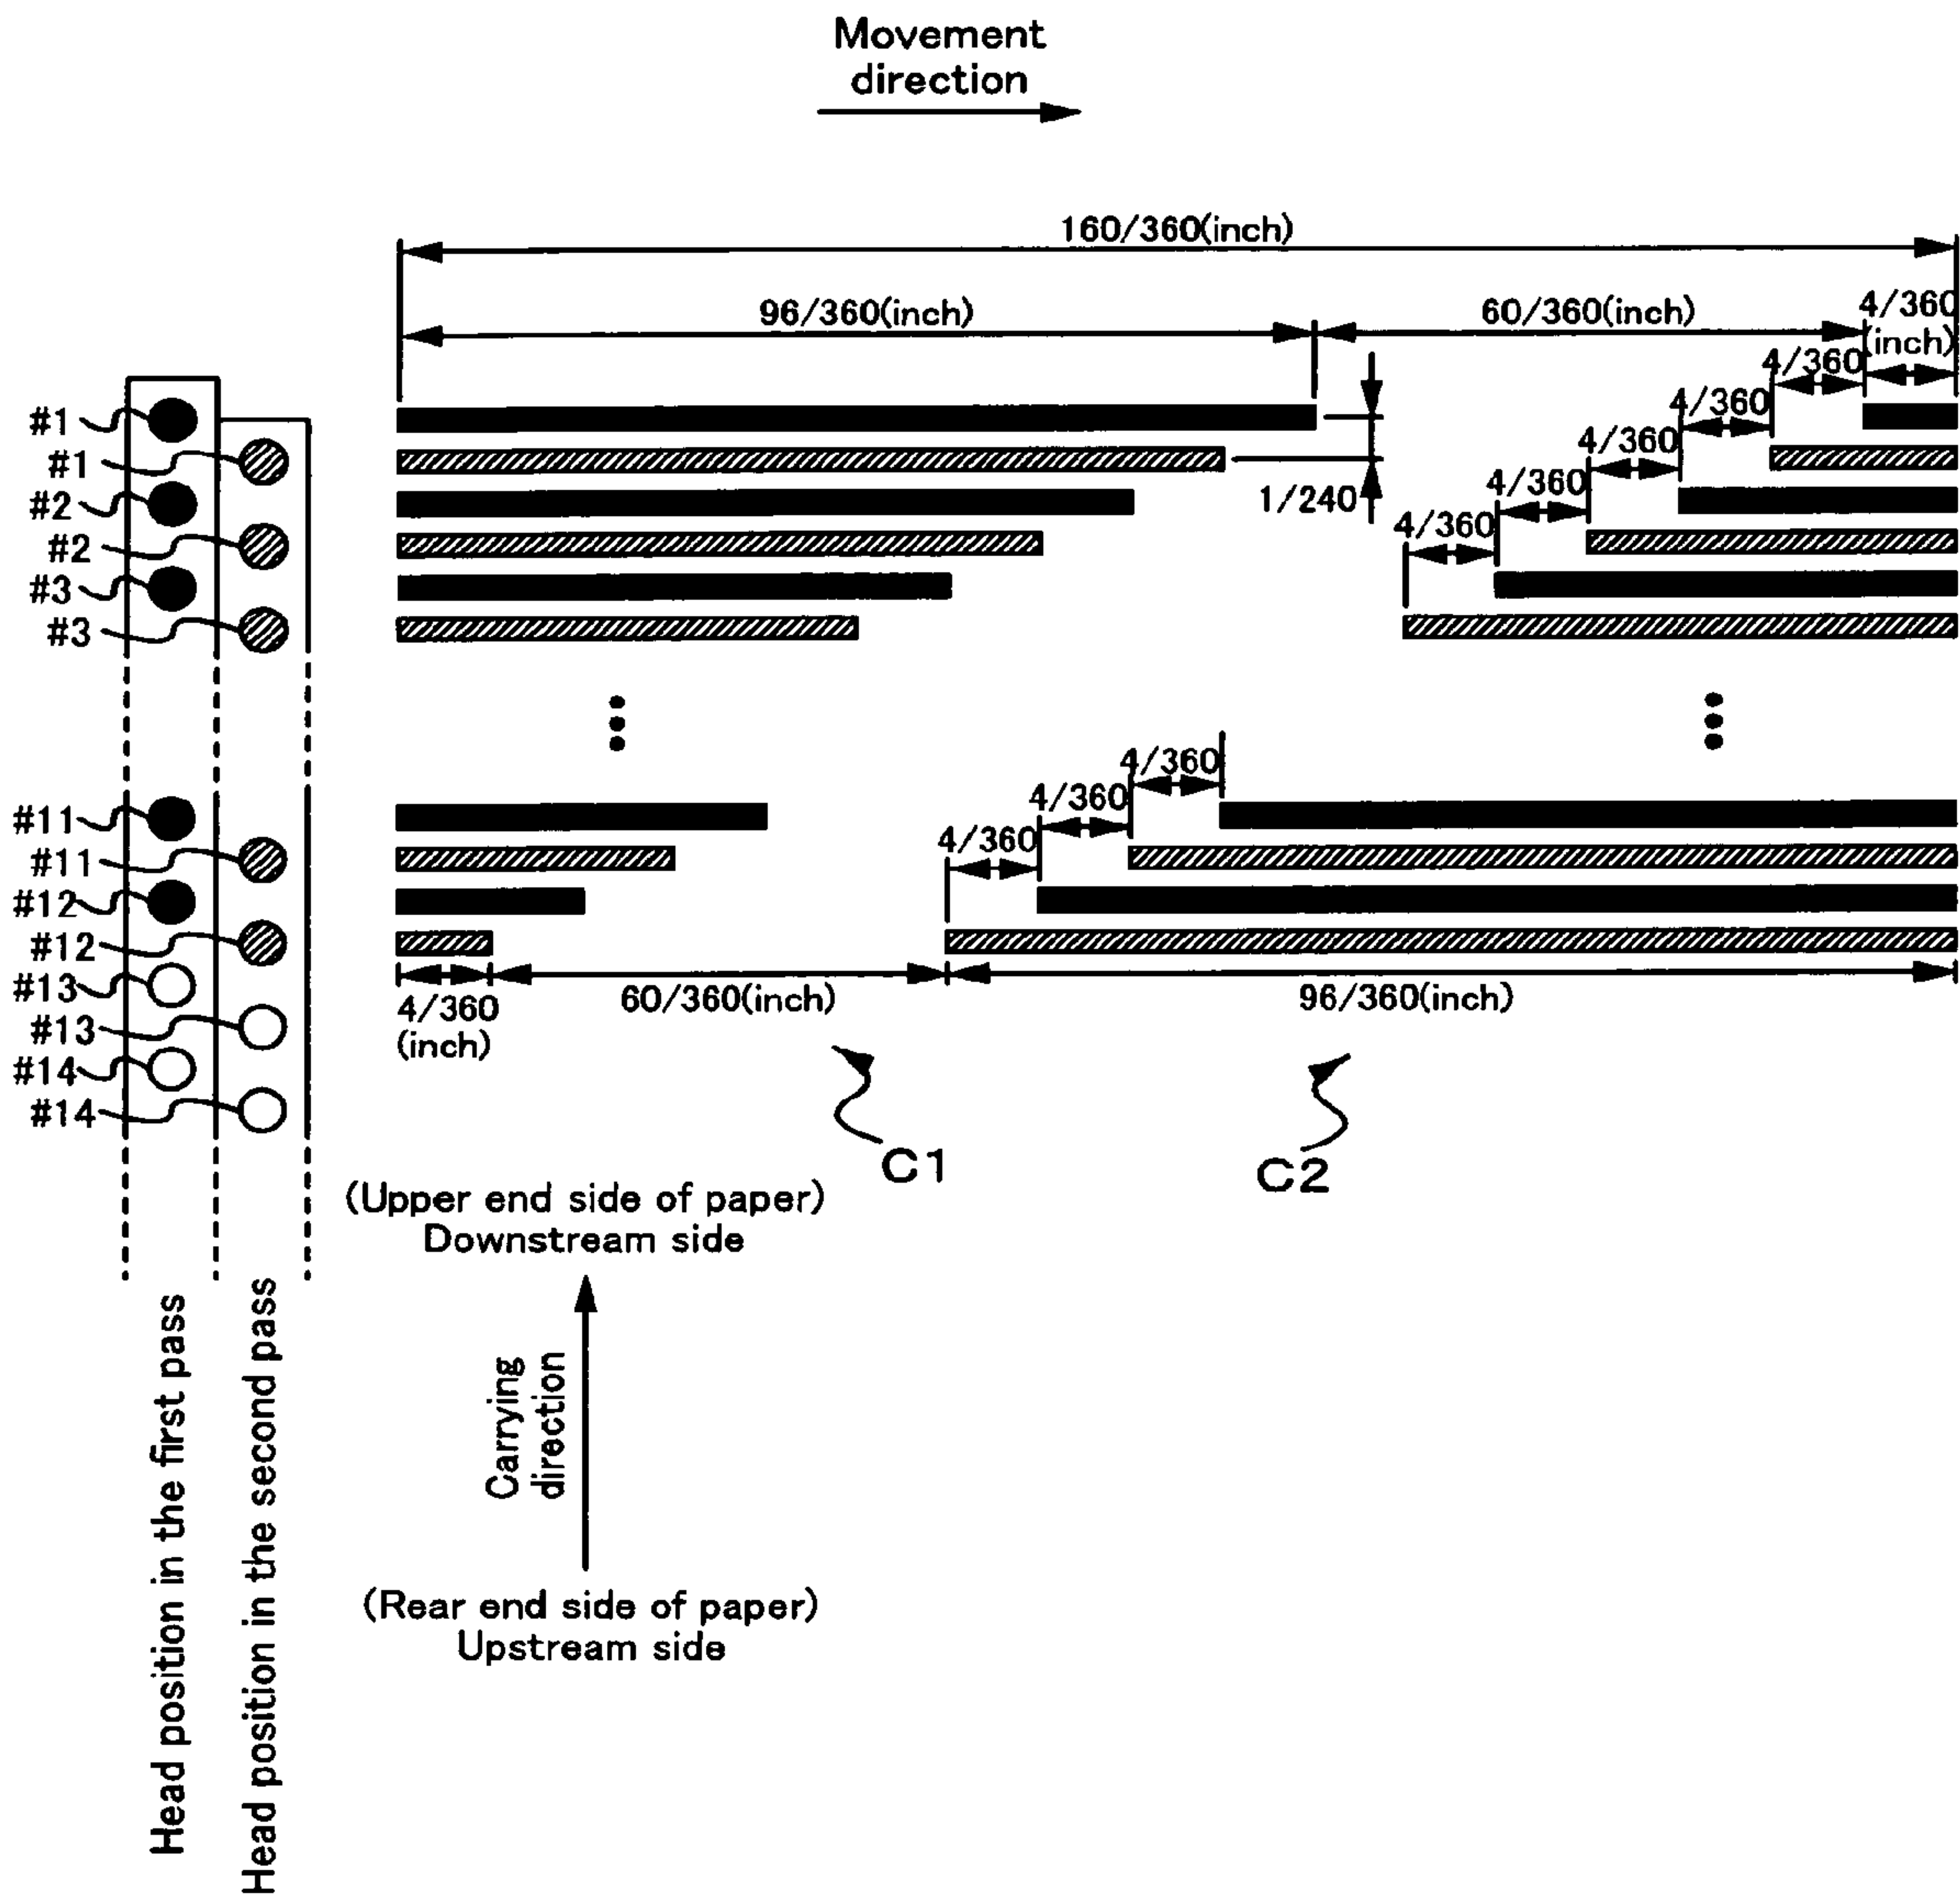 Movement
direction
160/360(inch)
96/360(inch)
60/360(inch)
4/360
(inch)
4/360
4/360
4/360
4/360
4/360
1/240
#1
#1
#2
#2
#3
#3
4/360
4/360
4/360
#11
#11
#12
#12
#13
#13
#14
#14
4/360
(inch)
60/360(inch)
96/360(inch)
C1
C2
(Upper end side of paper)
Downstream side
Carrying
direction
(Rear end side of paper)
Upstream side
Head position in the first pass
Head position in the second pass